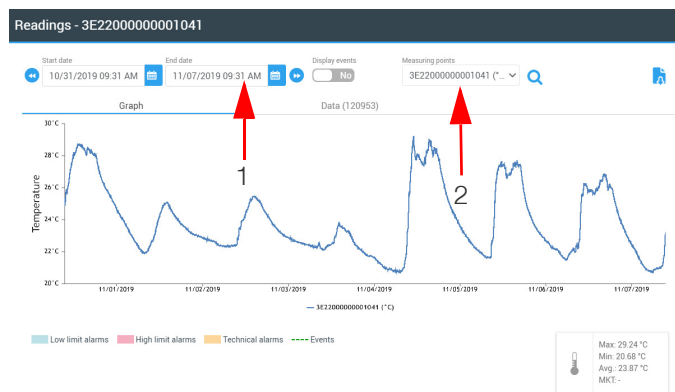 Readings - 3E22000000001041
Start date End date Display events Measuring points
10/31/2019 09:31 AM 11/07/2019 09:31 AM No 3E22000000001041 ("...
Graph Data (120953)
30°C
28°C
26°C
24°C
22°C
20°C
Temperature
1
2
11/01/2019 11/02/2019 11/03/2019 11/04/2019 11/05/2019 11/06/2019 11/07/2019
3E22000000001041 (°C)
Low limit alarms High limit alarms Technical alarms Events
Max: 29.24 °C
Min: 20.68 °C
Avg.: 23.87 °C
MKT: -